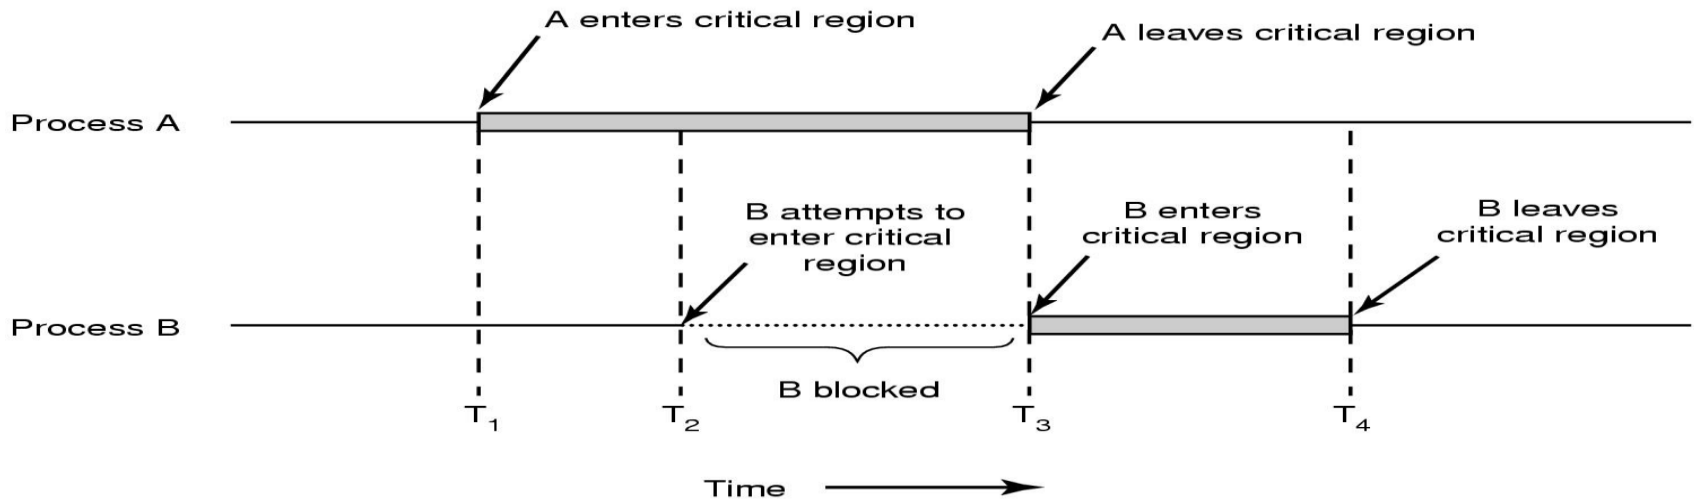 A enters critical region
A leaves critical region
Process A
B attempts to
enter critical
region
B enters
critical region
B leaves
critical region
Process B
B blocked
T1
T2
T3
T4
Time